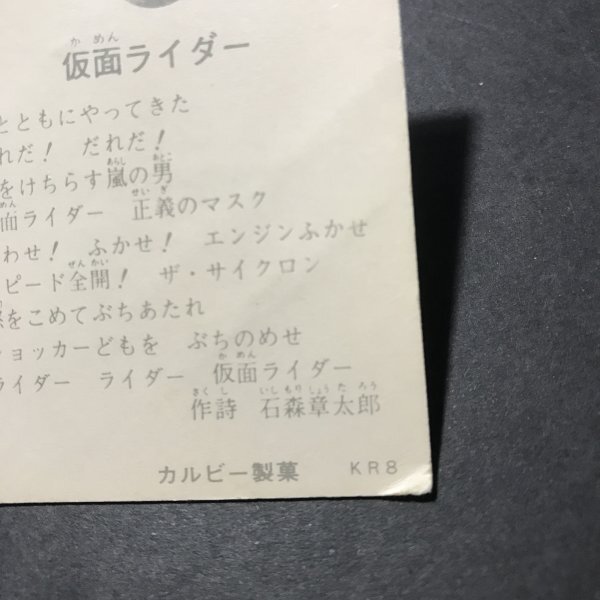 仮面ライダー
とともにやってきた
れだ! だれだ!
をけちらす嵐の男
面ライダー 正義のマスク
わせ! ふかせ! エンジンふかせ
ピード全開! ザ・サイクロン
をこめてぶちあたれ
ョッカーどもを ぶちのめせ
ライダー ライダー 仮面ライダー
作詩 石森章太郎
カルビー製菓 KR8